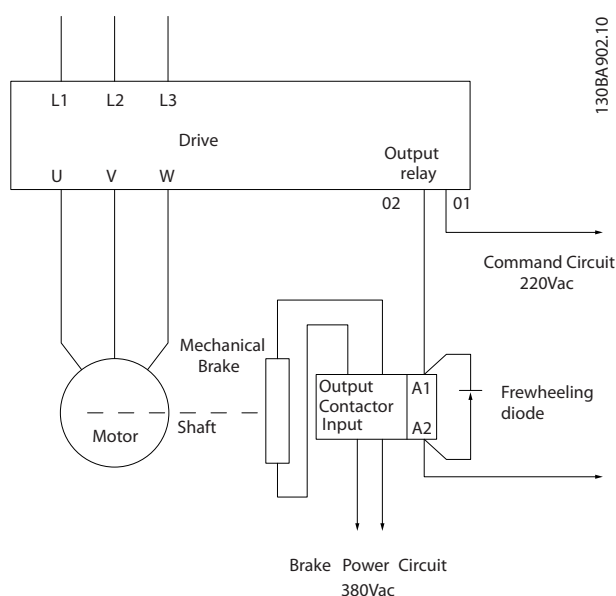 130BA902.10
L1 L2 L3
Drive
U V W
Output
relay
02 01
Command Circuit
220Vac
Mechanical
Brake
Output
Contactor
Input
A1
A2
Frewheeling
diode
Motor
Shaft
Brake Power Circuit
380Vac